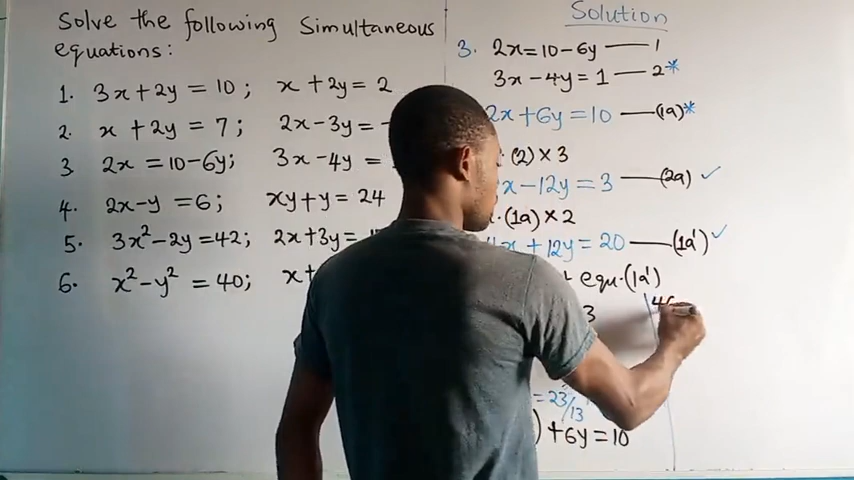 Solve the following Simultaneous
equations:
1. 3x + 2y = 10 ; x + 2y = 2
2. x + 2y = 7 ; 2x - 3y = -
3 2x = 10 - 6y; 3x - 4y =
4. 2x - y = 6 ; xy + y = 24
5. 3x² - 2y = 42; 2x + 3y =
6. x² - y² = 40; x +
Solution
3. 2x = 10 - 6y — 1
3x - 4y = 1 — 2*
2x + 6y = 10 — (1a)*
(2) x 3
x - 12y = 3 — (2a) ✓
(1a) x 2
4x + 12y = 20 — (1a') ✓
equ. (1a')
3
= 23/13
) + 6y = 10